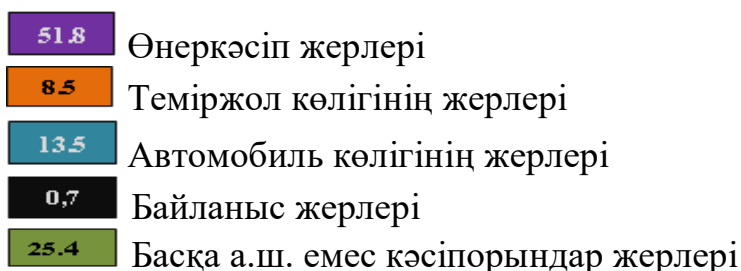 51.8 Өнеркәсіп жерлері
8.5 Теміржол көлігінің жерлері
13.5 Автомобиль көлігінің жерлері
0,7 Байланыс жерлері
25.4 Басқа а.ш. емес кәсіпорындар жерлері